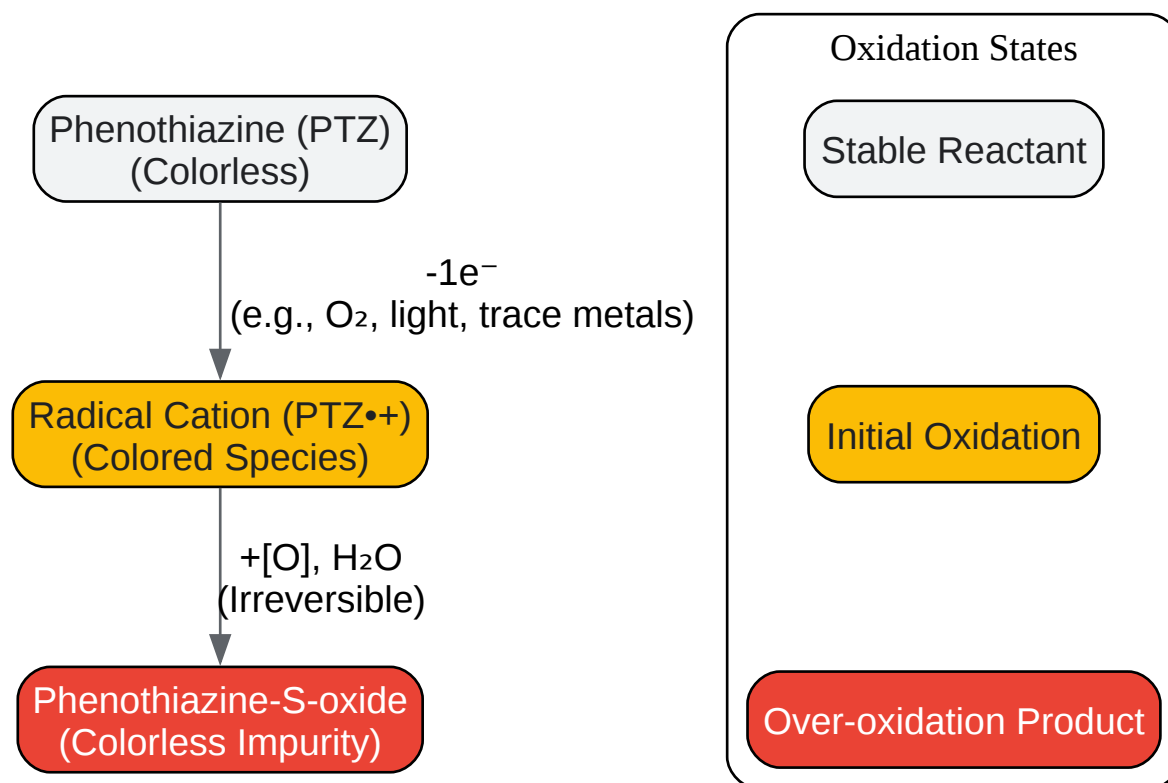 Phenothiazine (PTZ)
(Colorless)
-1e⁻
(e.g., O₂, light, trace metals)
Radical Cation (PTZ•+)
(Colored Species)
+[O], H₂O
(Irreversible)
Phenothiazine-S-oxide
(Colorless Impurity)
Oxidation States
Stable Reactant
Initial Oxidation
Over-oxidation Product